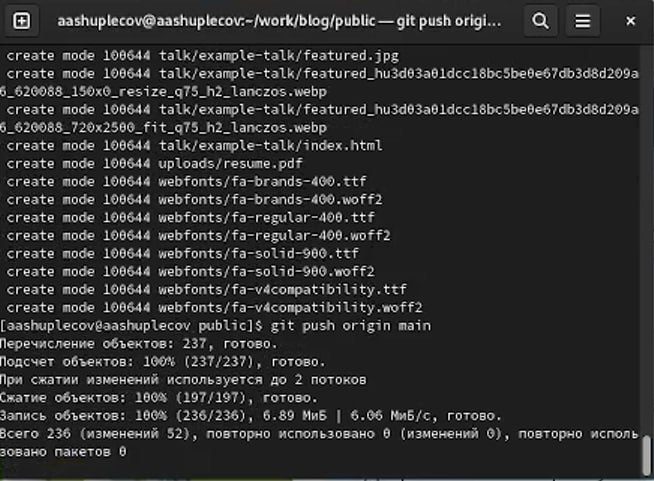 aashuplecov@aashuplecov:~/work/blog/public — git push origi...
create mode 100644 talk/example-talk/featured.jpg
create mode 100644 talk/example-talk/featured_hu3d03a01dcc18bc5be0e67db3d8d209a
6_620088_150x0_resize_q75_h2_lanczos.webp
create mode 100644 talk/example-talk/featured_hu3d03a01dcc18bc5be0e67db3d8d209a
6_620088_720x2500_fit_q75_h2_lanczos.webp
create mode 100644 talk/example-talk/index.html
create mode 100644 uploads/resume.pdf
create mode 100644 webfonts/fa-brands-400.ttf
create mode 100644 webfonts/fa-brands-400.woff2
create mode 100644 webfonts/fa-regular-400.ttf
create mode 100644 webfonts/fa-regular-400.woff2
create mode 100644 webfonts/fa-solid-900.ttf
create mode 100644 webfonts/fa-solid-900.woff2
create mode 100644 webfonts/fa-v4compatibility.ttf
create mode 100644 webfonts/fa-v4compatibility.woff2
[aashuplecov@aashuplecov public]$ git push origin main
Перечисление объектов: 237, готово.
Подсчет объектов: 100% (237/237), готово.
При сжатии изменений используется до 2 потоков
Сжатие объектов: 100% (197/197), готово.
Запись объектов: 100% (236/236), 6.89 МиБ | 6.06 МиБ/с, готово.
Всего 236 (изменений 52), повторно использовано 0 (изменений 0), повторно исполь
зовано пакетов 0